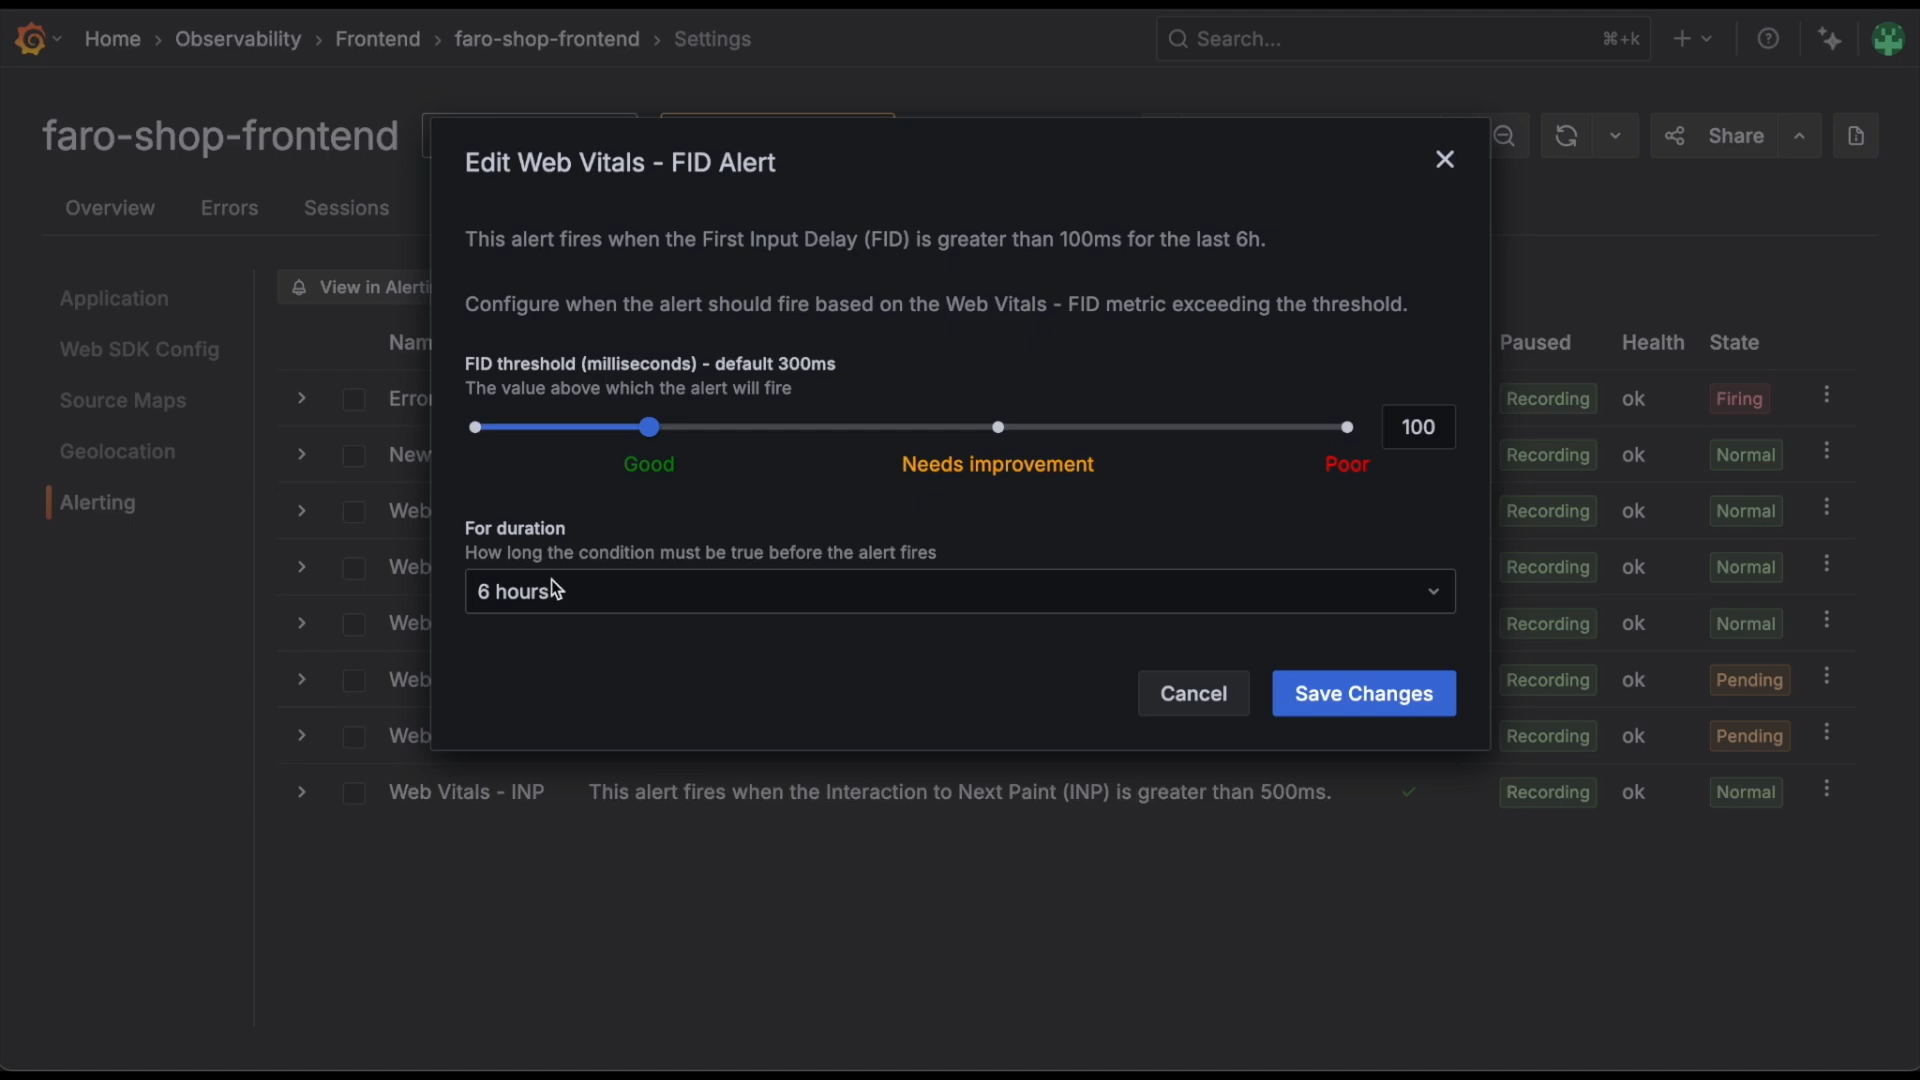 Home > Observability > Frontend > faro-shop-frontend > Settings
Search... ⌘+k
faro-shop-frontend
Share
Overview Errors Sessions
Application
Web SDK Config
Source Maps
Geolocation
Alerting
Edit Web Vitals - FID Alert
This alert fires when the First Input Delay (FID) is greater than 100ms for the last 6h.
Configure when the alert should fire based on the Web Vitals - FID metric exceeding the threshold.
FID threshold (milliseconds) - default 300ms
The value above which the alert will fire
100
Good Needs improvement Poor
For duration
How long the condition must be true before the alert fires
6 hours
Cancel Save Changes
View in Alerti
Nam Paused Health State
Error Recording ok Firing
New Recording ok Normal
Web Recording ok Normal
Web Recording ok Normal
Web Recording ok Normal
Web Recording ok Pending
Web Recording ok Pending
Web Vitals - INP This alert fires when the Interaction to Next Paint (INP) is greater than 500ms. Recording ok Normal